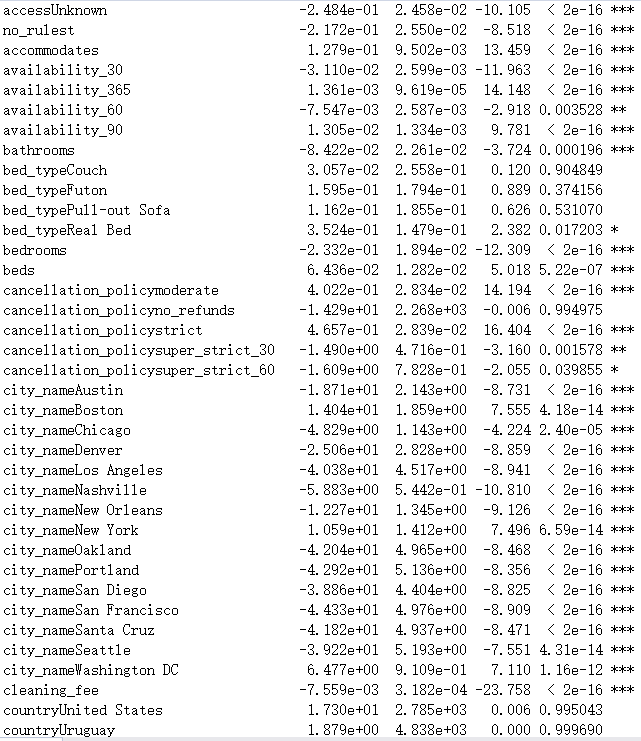 accessUnknown -2.484e-01 2.458e-02 -10.105 < 2e-16 ***
no_rulest -2.172e-01 2.550e-02 -8.518 < 2e-16 ***
accommodates 1.279e-01 9.502e-03 13.459 < 2e-16 ***
availability_30 -3.110e-02 2.599e-03 -11.963 < 2e-16 ***
availability_365 1.361e-03 9.619e-05 14.148 < 2e-16 ***
availability_60 -7.547e-03 2.587e-03 -2.918 0.003528 **
availability_90 1.305e-02 1.334e-03 9.781 < 2e-16 ***
bathrooms -8.422e-02 2.261e-02 -3.724 0.000196 ***
bed_typeCouch 3.057e-02 2.558e-01 0.120 0.904849
bed_typeFuton 1.595e-01 1.794e-01 0.889 0.374156
bed_typePull-out Sofa 1.162e-01 1.855e-01 0.626 0.531070
bed_typeReal Bed 3.524e-01 1.479e-01 2.382 0.017203 *
bedrooms -2.332e-01 1.894e-02 -12.309 < 2e-16 ***
beds 6.436e-02 1.282e-02 5.018 5.22e-07 ***
cancellation_policymoderate 4.022e-01 2.834e-02 14.194 < 2e-16 ***
cancellation_policyno_refunds -1.429e+01 2.268e+03 -0.006 0.994975
cancellation_policystrict 4.657e-01 2.839e-02 16.404 < 2e-16 ***
cancellation_policysuper_strict_30 -1.490e+00 4.716e-01 -3.160 0.001578 **
cancellation_policysuper_strict_60 -1.609e+00 7.828e-01 -2.055 0.039855 *
city_nameAustin -1.871e+01 2.143e+00 -8.731 < 2e-16 ***
city_nameBoston 1.404e+01 1.859e+00 7.555 4.18e-14 ***
city_nameChicago -4.829e+00 1.143e+00 -4.224 2.40e-05 ***
city_nameDenver -2.506e+01 2.828e+00 -8.859 < 2e-16 ***
city_nameLos Angeles -4.038e+01 4.517e+00 -8.941 < 2e-16 ***
city_nameNashville -5.883e+00 5.442e-01 -10.810 < 2e-16 ***
city_nameNew Orleans -1.227e+01 1.345e+00 -9.126 < 2e-16 ***
city_nameNew York 1.059e+01 1.412e+00 7.496 6.59e-14 ***
city_nameOakland -4.204e+01 4.965e+00 -8.468 < 2e-16 ***
city_namePortland -4.292e+01 5.136e+00 -8.356 < 2e-16 ***
city_nameSan Diego -3.886e+01 4.404e+00 -8.825 < 2e-16 ***
city_nameSan Francisco -4.433e+01 4.976e+00 -8.909 < 2e-16 ***
city_nameSanta Cruz -4.182e+01 4.937e+00 -8.471 < 2e-16 ***
city_nameSeattle -3.922e+01 5.193e+00 -7.551 4.31e-14 ***
city_nameWashington DC 6.477e+00 9.109e-01 7.110 1.16e-12 ***
cleaning_fee -7.559e-03 3.182e-04 -23.758 < 2e-16 ***
countryUnited States 1.730e+01 2.785e+03 0.006 0.995043
countryUruguay 1.879e+00 4.838e+03 0.000 0.999690